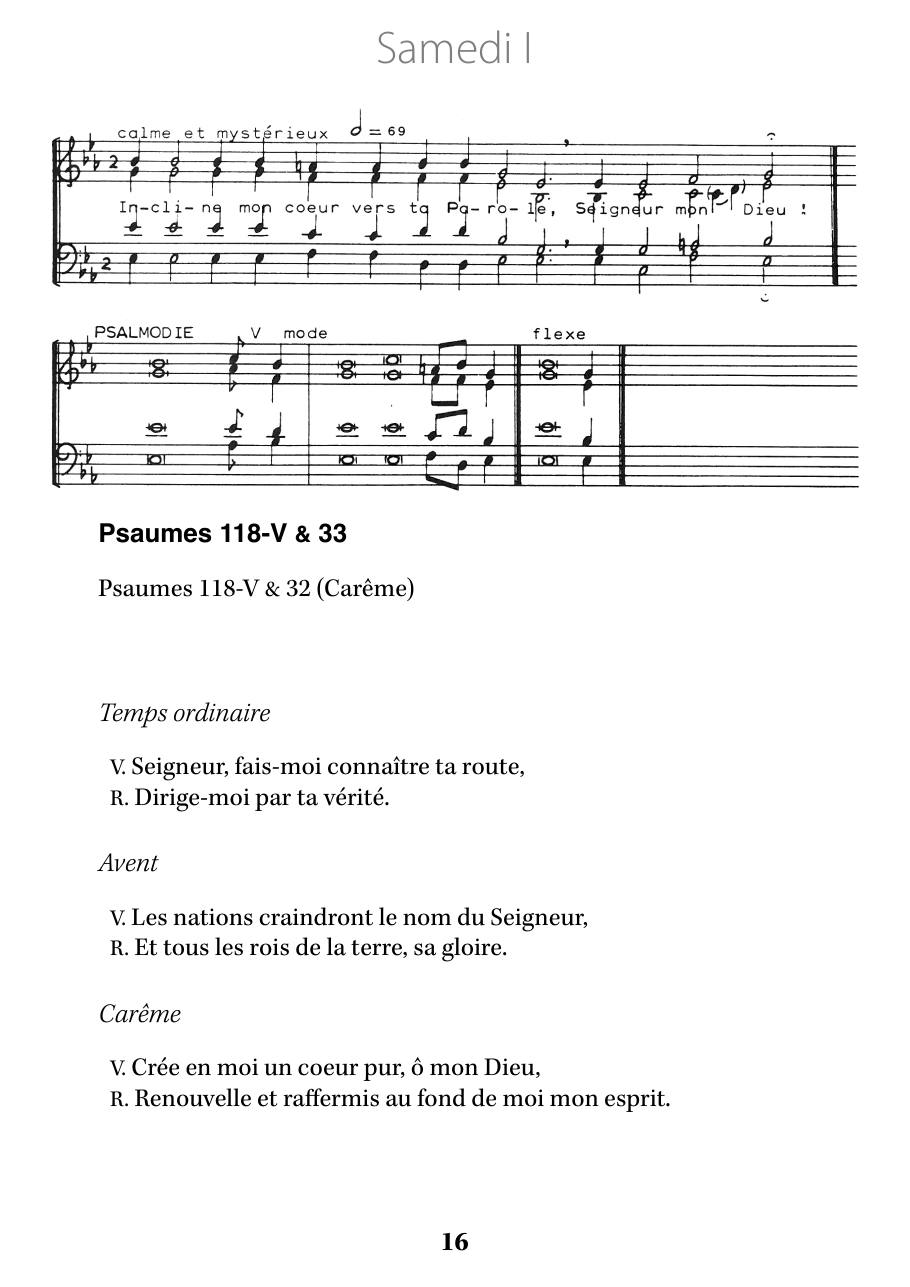 Samedi I
calme et mystérieux = 69
In-cli-ne mon coeur vers ta Pa-ro-le, Seigneur mon Dieu !
PSALMODIE V mode flexe
Psaumes 118-V & 33
Psaumes 118-V & 32 (Carême)
Temps ordinaire
V. Seigneur, fais-moi connaître ta route,
R. Dirige-moi par ta vérité.
Avent
V. Les nations craindront le nom du Seigneur,
R. Et tous les rois de la terre, sa gloire.
Carême
V. Crée en moi un coeur pur, ô mon Dieu,
R. Renouvelle et raffermis au fond de moi mon esprit.
16